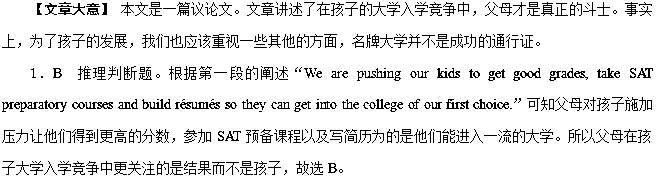 【文章大意】 本文是一篇议论文。文章讲述了在孩子的大学入学竞争中，父母才是真正的斗士。事实
上，为了孩子的发展，我们也应该重视一些其他的方面，名牌大学并不是成功的通行证。
1．B 推理判断题。根据第一段的阐述“We are pushing our kids to get good grades, take SAT
preparatory courses and build résumés so they can get into the college of our first choice.”可知父母对孩子施加
压力让他们得到更高的分数，参加 SAT 预备课程以及写简历为的是他们能进入一流的大学。所以父母在孩
子大学入学竞争中更关注的是结果而不是孩子，故选 B。